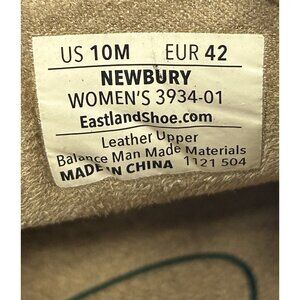 US 10M EUR 42
NEWBURY
WOMEN'S 3934-01
EastlandShoe.com
Leather Upper
Balance Man Made Materials
MADE IN CHINA 1121 504